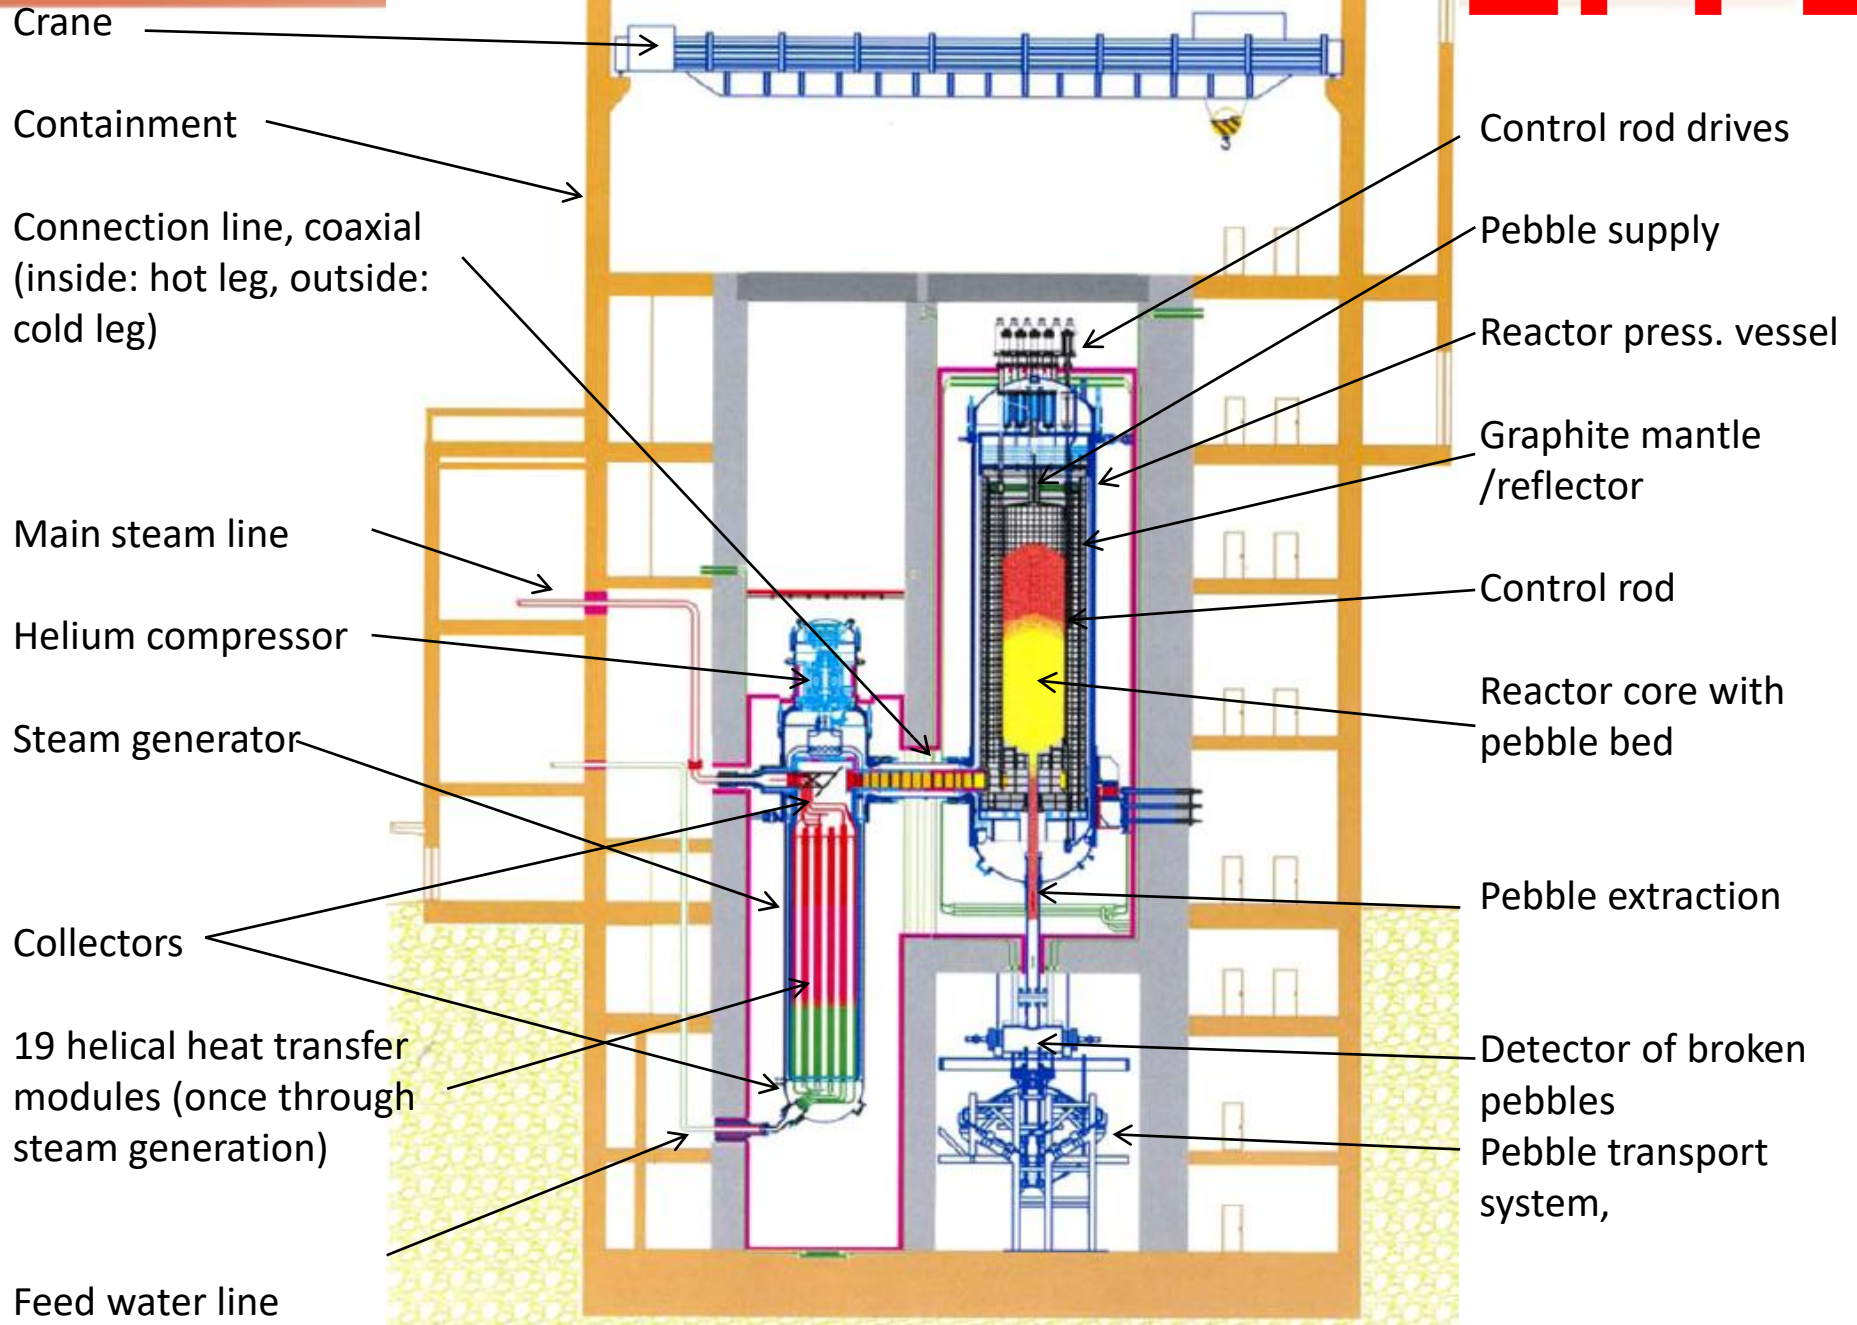 Crane
Containment
Connection line, coaxial
(inside: hot leg, outside:
cold leg)
Main steam line
Helium compressor
Steam generator
Collectors
19 helical heat transfer
modules (once through
steam generation)
Feed water line
Control rod drives
Pebble supply
Reactor press. vessel
Graphite mantle
/reflector
Control rod
Reactor core with
pebble bed
Pebble extraction
Detector of broken
pebbles
Pebble transport
system,